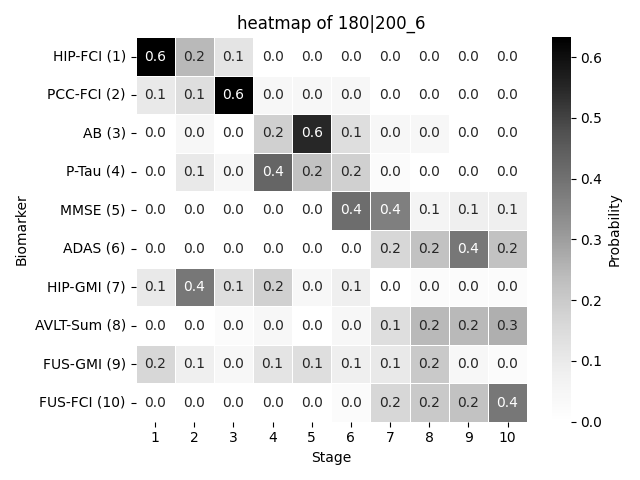 heatmap of 180|200_6
HIP-FCI (1) 0.6 0.2 0.1 0.0 0.0 0.0 0.0 0.0 0.0 0.0
PCC-FCI (2) 0.1 0.1 0.6 0.0 0.0 0.0 0.0 0.0 0.0 0.0
AB (3) 0.0 0.0 0.0 0.2 0.6 0.1 0.0 0.0 0.0 0.0
P-Tau (4) 0.0 0.1 0.0 0.4 0.2 0.2 0.0 0.0 0.0 0.0
MMSE (5) 0.0 0.0 0.0 0.0 0.0 0.4 0.4 0.1 0.1 0.1
ADAS (6) 0.0 0.0 0.0 0.0 0.0 0.0 0.2 0.2 0.4 0.2
HIP-GMI (7) 0.1 0.4 0.1 0.2 0.0 0.1 0.0 0.0 0.0 0.0
AVLT-Sum (8) 0.0 0.0 0.0 0.0 0.0 0.0 0.1 0.2 0.2 0.3
FUS-GMI (9) 0.2 0.1 0.0 0.1 0.1 0.1 0.1 0.2 0.0 0.0
FUS-FCI (10) 0.0 0.0 0.0 0.0 0.0 0.0 0.2 0.2 0.2 0.4
1 2 3 4 5 6 7 8 9 10
Stage
Biomarker
0.6
0.5
0.4
0.3
0.2
0.1
0.0
Probability